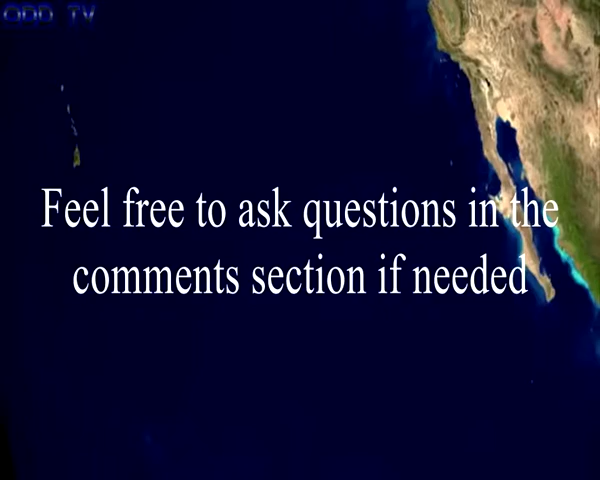 ODD TV
Feel free to ask questions in the
comments section if needed